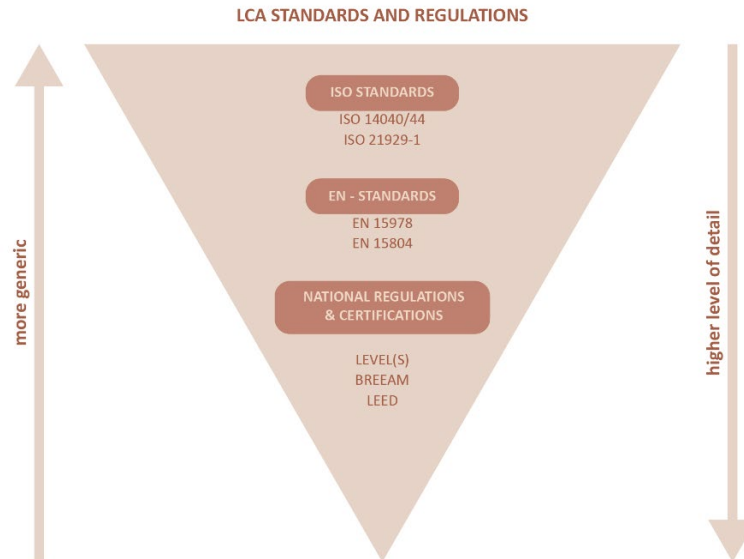 LCA STANDARDS AND REGULATIONS
ISO STANDARDS
ISO 14040/44
ISO 21929-1
EN - STANDARDS
EN 15978
EN 15804
NATIONAL REGULATIONS
& CERTIFICATIONS
LEVEL(S)
BREEAM
LEED
more generic
higher level of detail